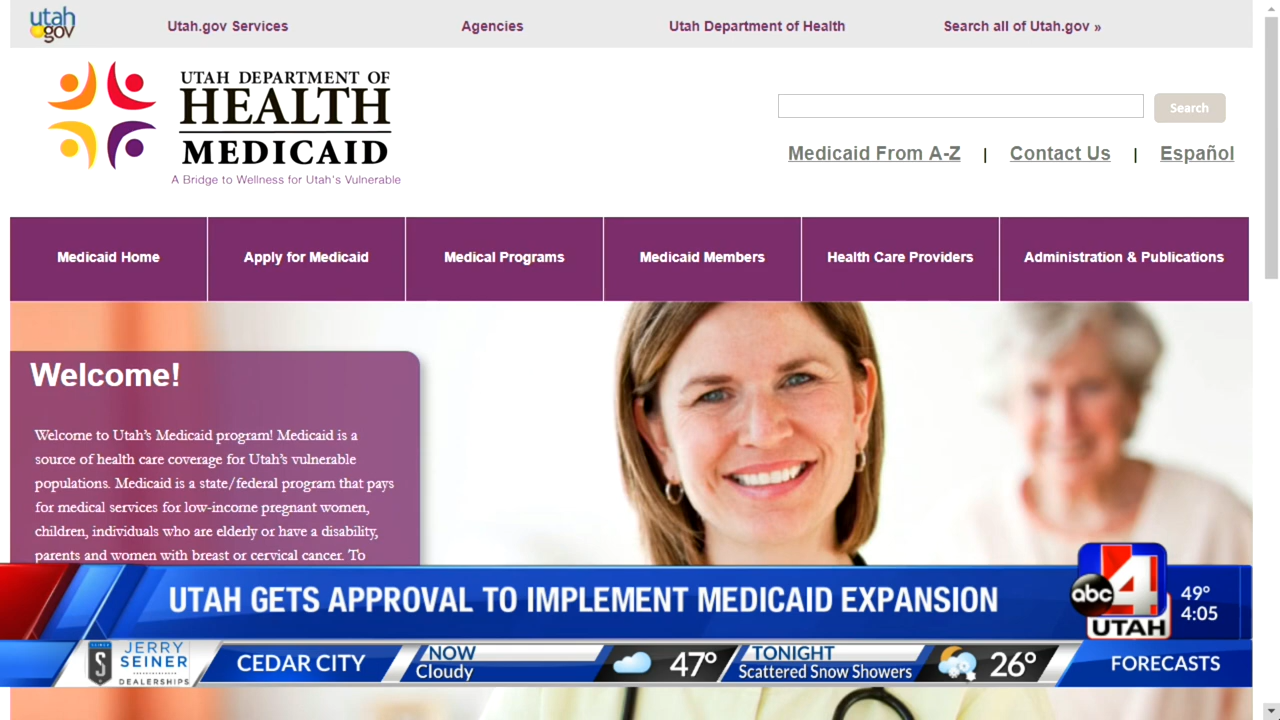 utah gov
Utah.gov Services
Agencies
Utah Department of Health
Search all of Utah.gov »
UTAH DEPARTMENT OF
HEALTH
MEDICAID
A Bridge to Wellness for Utah's Vulnerable
Search
Medicaid From A-Z | Contact Us | Español
Medicaid Home
Apply for Medicaid
Medical Programs
Medicaid Members
Health Care Providers
Administration & Publications
Welcome!
Welcome to Utah's Medicaid program! Medicaid is a
source of health care coverage for Utah's vulnerable
populations. Medicaid is a state/federal program that pays
for medical services for low-income pregnant women,
children, individuals who are elderly or have a disability,
parents and women with breast or cervical cancer. To
UTAH GETS APPROVAL TO IMPLEMENT MEDICAID EXPANSION
abc 4
UTAH
49°
4:05
S
JERRY
SEINER
DEALERSHIPS
CEDAR CITY
NOW
Cloudy
47°
TONIGHT
Scattered Snow Showers
26°
FORECASTS